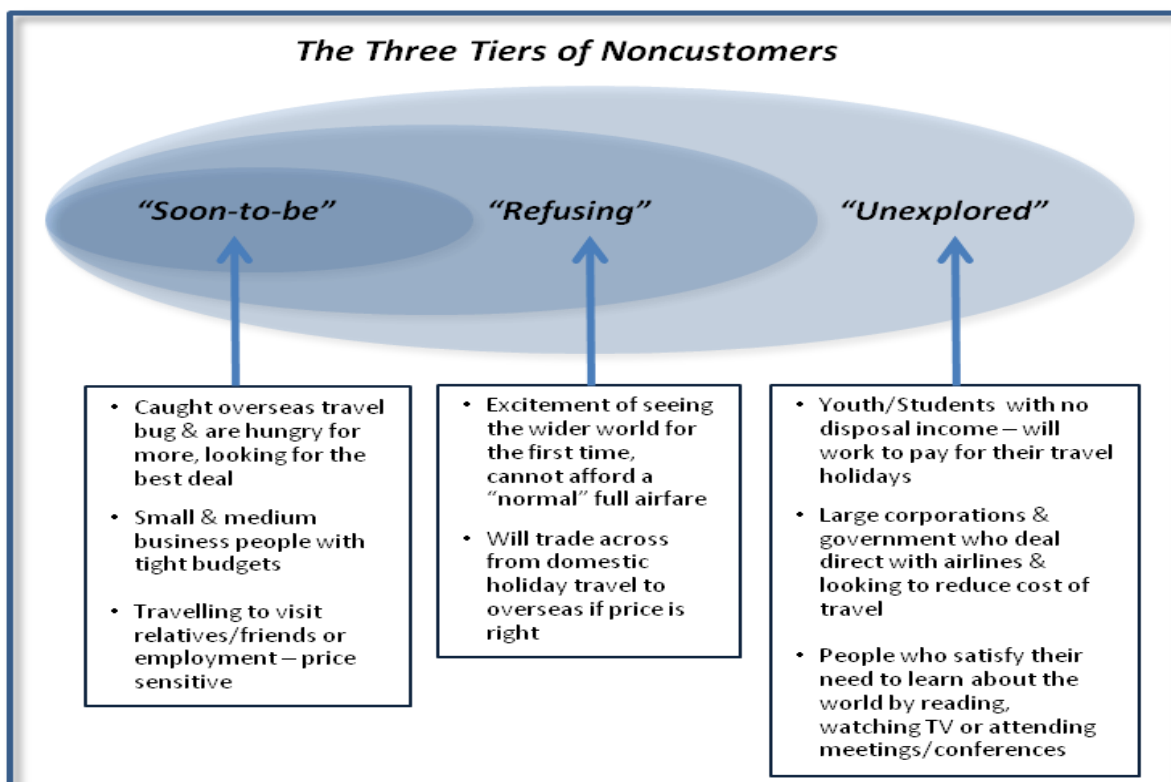 The Three Tiers of Noncustomers
“Soon-to-be”
“Refusing”
“Unexplored”
• Caught overseas travel
bug & are hungry for
more, looking for the
best deal
• Small & medium
business people with
tight budgets
• Travelling to visit
relatives/friends or
employment – price
sensitive
• Excitement of seeing
the wider world for
the first time,
cannot afford a
“normal” full airfare
• Will trade across
from domestic
holiday travel to
overseas if price is
right
• Youth/Students with no
disposal income – will
work to pay for their travel
holidays
• Large corporations &
government who deal
direct with airlines &
looking to reduce cost of
travel
• People who satisfy their
need to learn about the
world by reading,
watching TV or attending
meetings/conferences